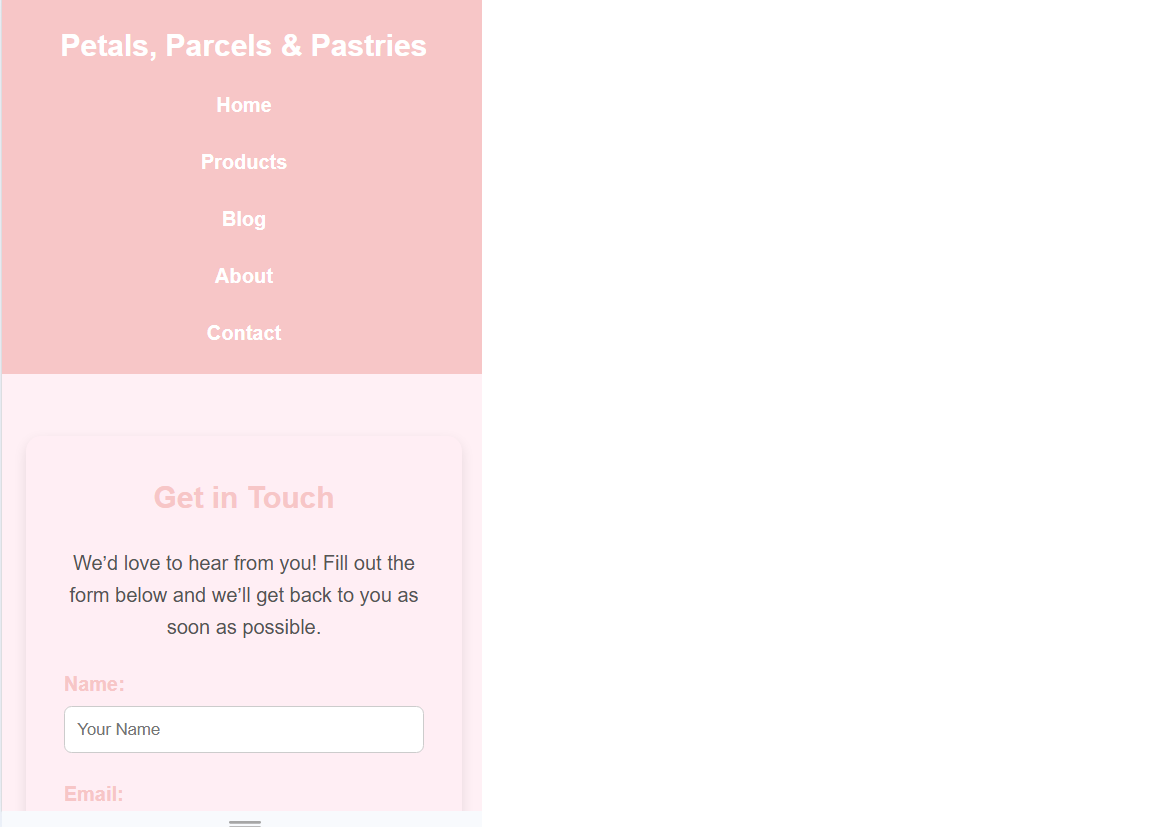 Petals, Parcels & Pastries
Home
Products
Blog
About
Contact
Get in Touch
We’d love to hear from you! Fill out the
form below and we’ll get back to you as
soon as possible.
Name:
Your Name
Email: